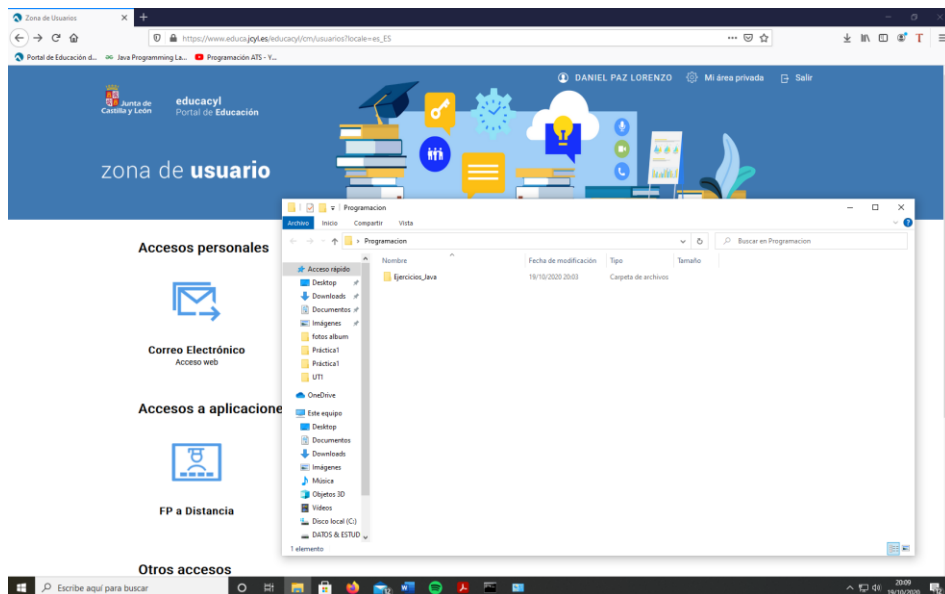 Zona de Usuarios
https://www.educa.jcyl.es/educacyl/cm/usuarios?locale=es_ES
Portal de Educación d... Java Programming La... Programación ATS - Y...
DANIEL PAZ LORENZO Mi área privada Salir
Junta de
Castilla y León
educacyl
Portal de Educación
zona de usuario
Programacion
Archivo Inicio Compartir Vista
Programacion Buscar en Programacion
Nombre Fecha de modificación Tipo Tamaño
Ejercicios_Java 19/10/2020 20:03 Carpeta de archivos
Acceso rápido
Desktop
Downloads
Documentos
Imágenes
fotos album
Práctica1
Práctica1
UT1
OneDrive
Este equipo
Desktop
Documentos
Downloads
Imágenes
Música
Objetos 3D
Vídeos
Disco local (C:)
DATOS & ESTUD
1 elemento
Accesos personales
Correo Electrónico
Acceso web
Accesos a aplicacione
FP a Distancia
Otros accesos
Escribe aquí para buscar
20:09
19/10/2020